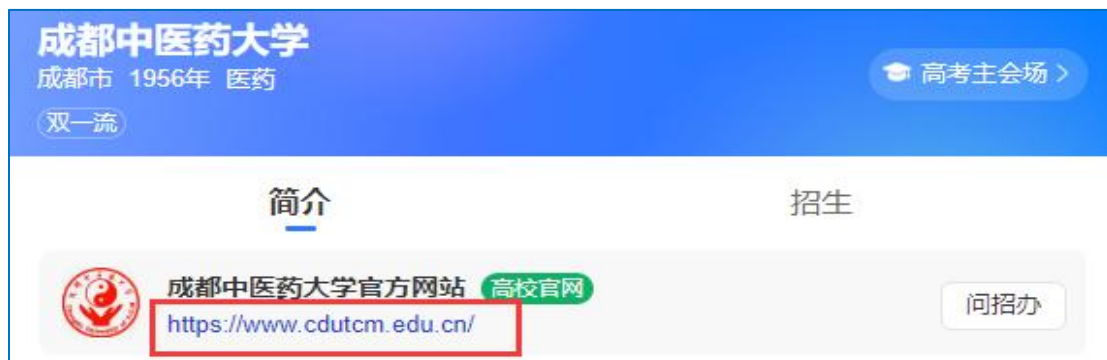 成都中医药大学
成都市 1956年 医药
高考主会场 >
双一流
简介
招生
成都中医药大学官方网站 高校官网
https://www.cdutcm.edu.cn/
问招办